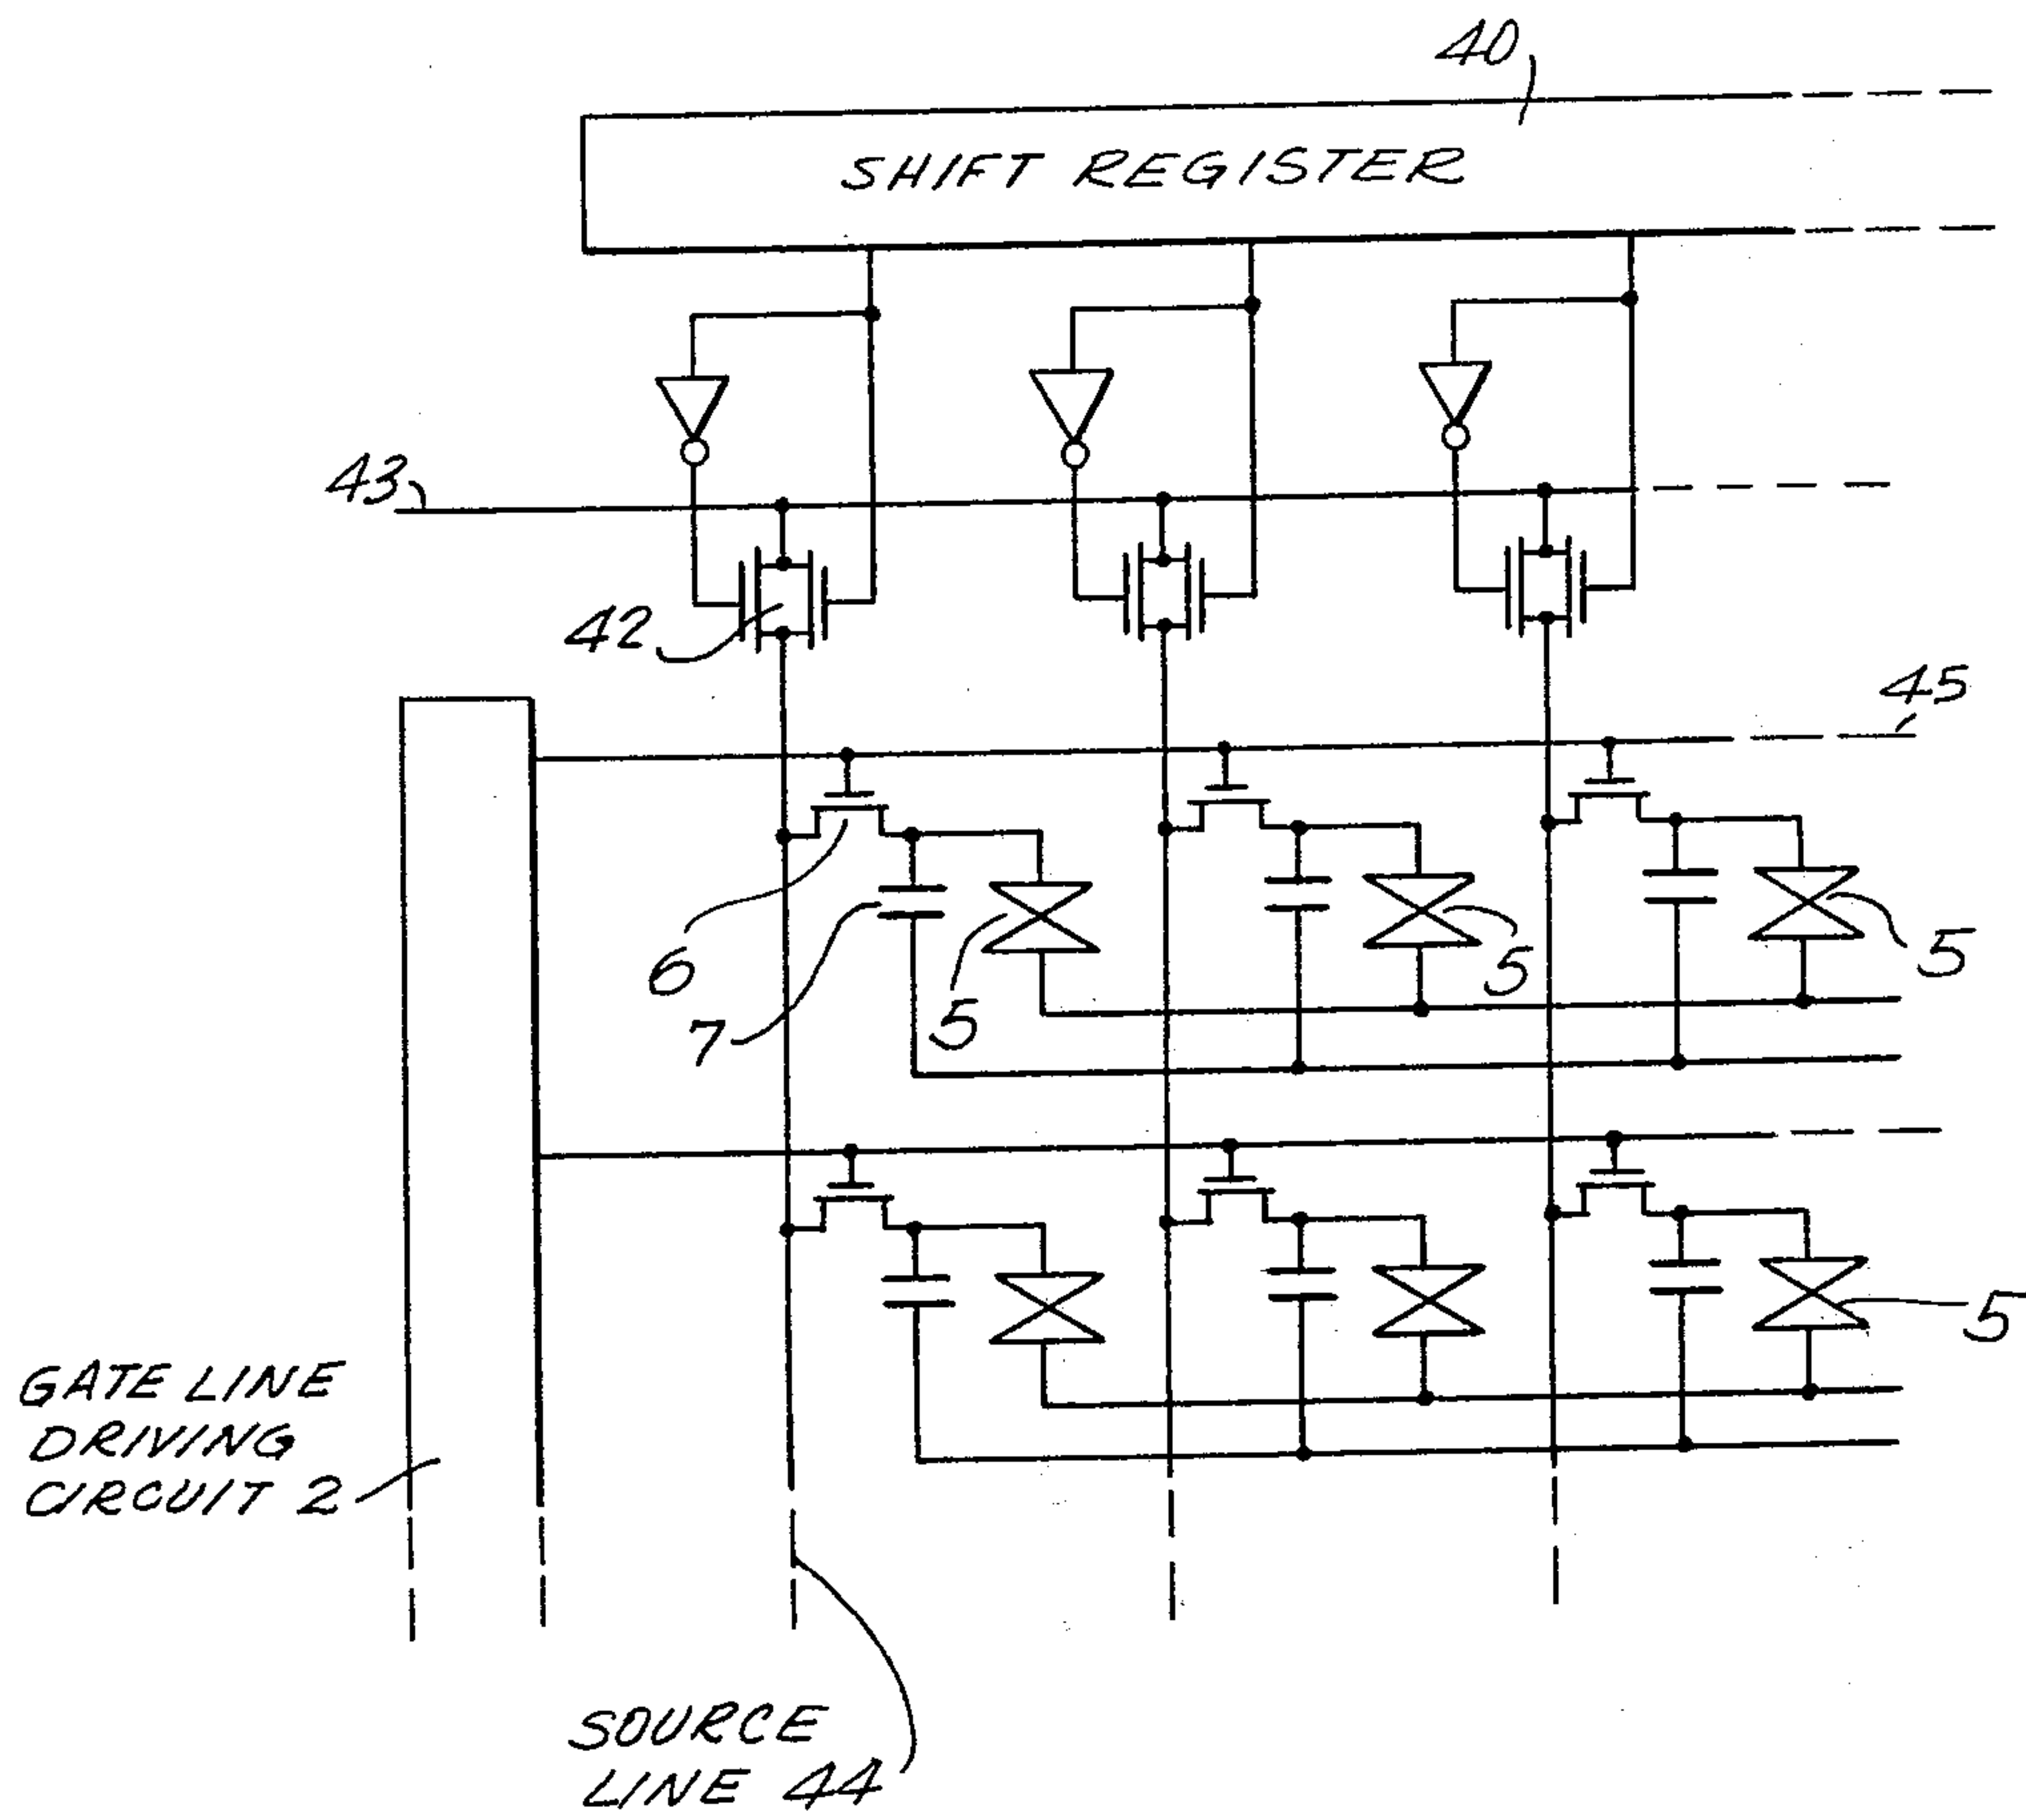 40
SHIFT REGISTER
43
42
45
6
7
5
5
5
5
GATE LINE
DRIVING
CIRCUIT 2
SOURCE
LINE 44